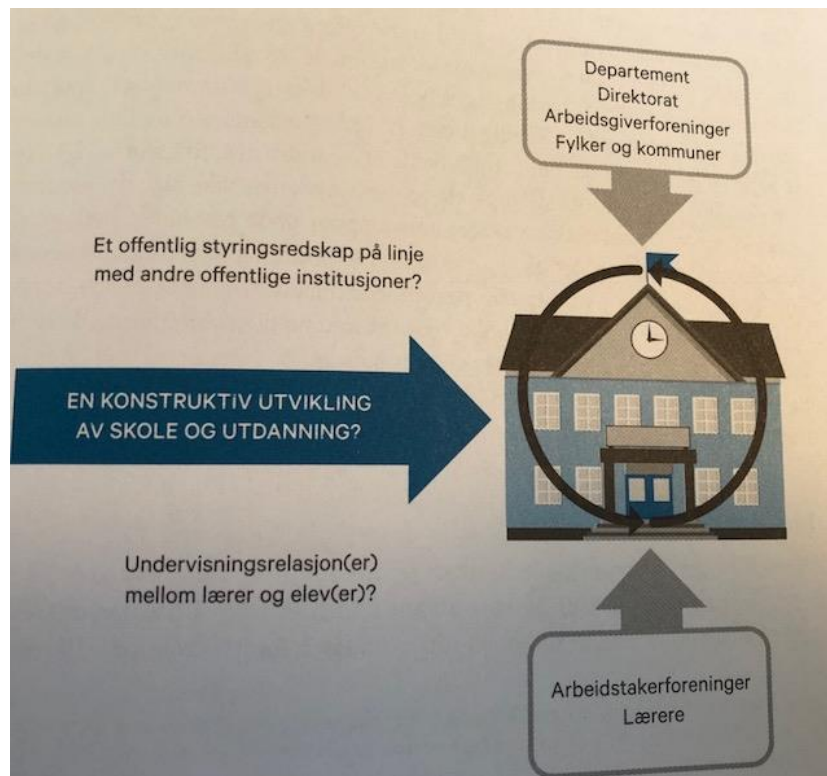 Departement
Direktorat
Arbeidsgiverforeninger
Fylker og kommuner
Et offentlig styringsredskap på linje
med andre offentlige institusjoner?
EN KONSTRUKTIV UTVIKLING
AV SKOLE OG UTDANNING?
Undervisningsrelasjon(er)
mellom lærer og elev(er)?
Arbeidstakerforeninger
Lærere